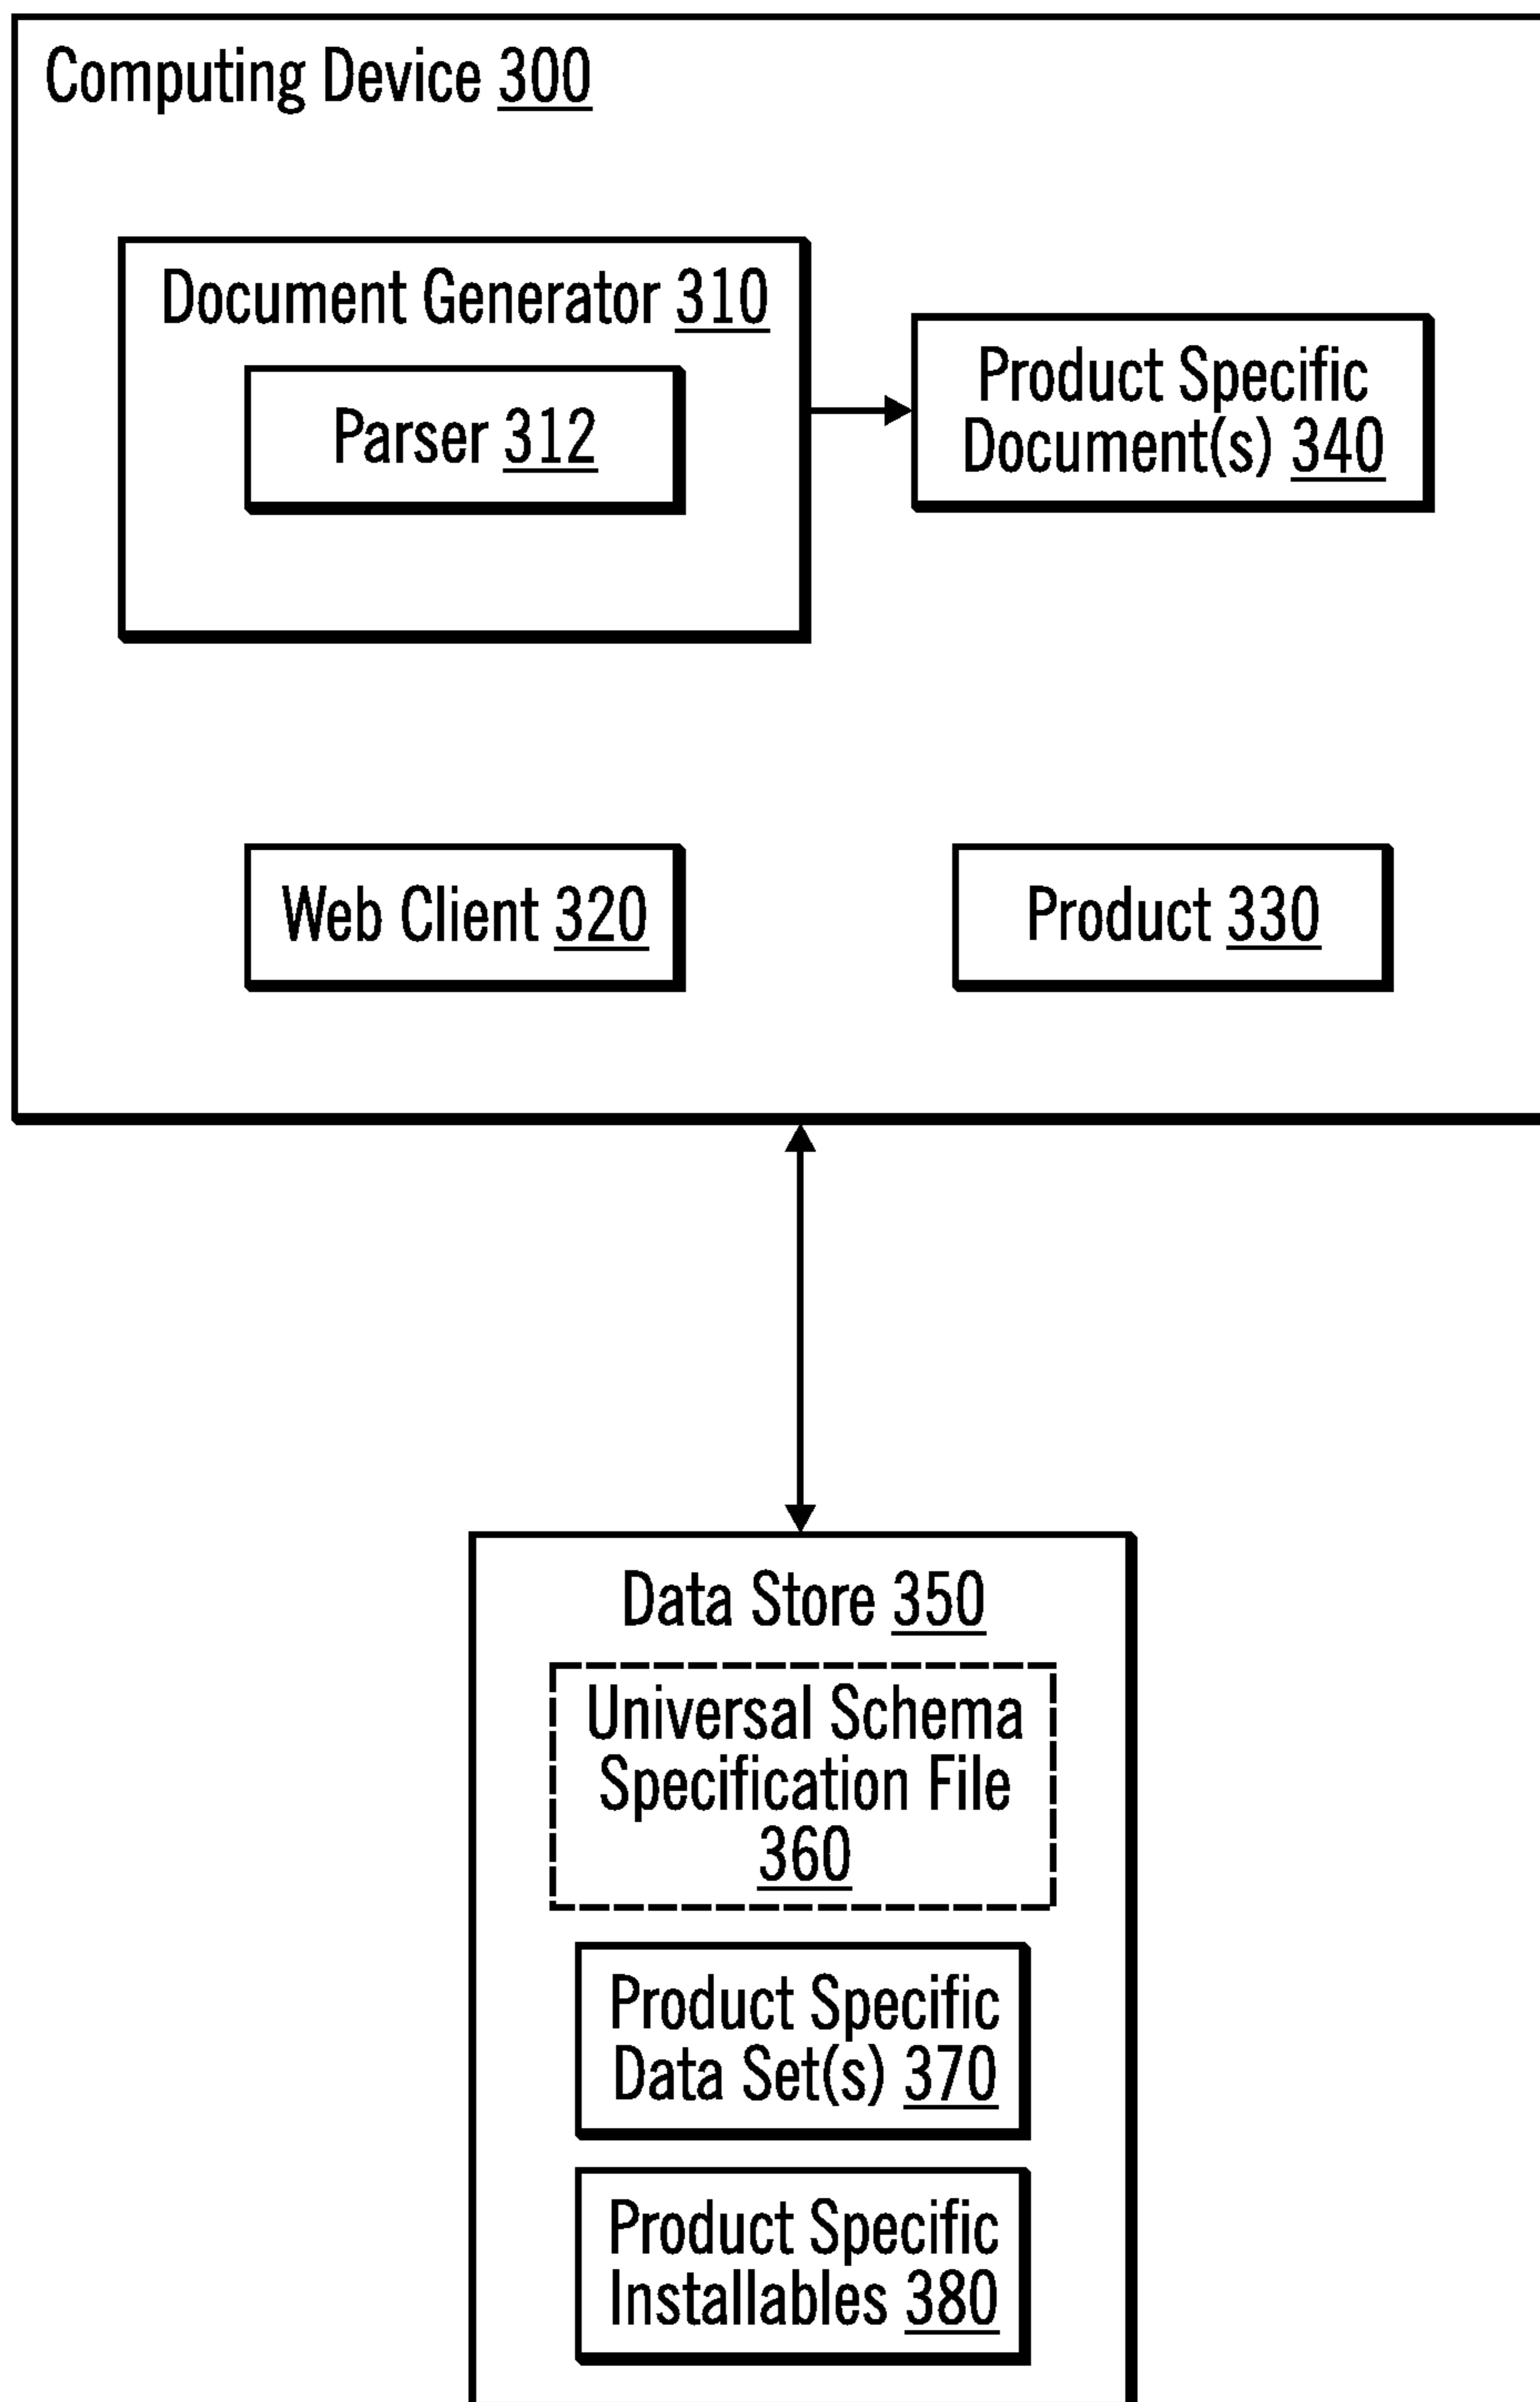 Computing Device 300
Document Generator 310
Parser 312
Product Specific
Document(s) 340
Web Client 320
Product 330
Data Store 350
Universal Schema
Specification File
360
Product Specific
Data Set(s) 370
Product Specific
Installables 380